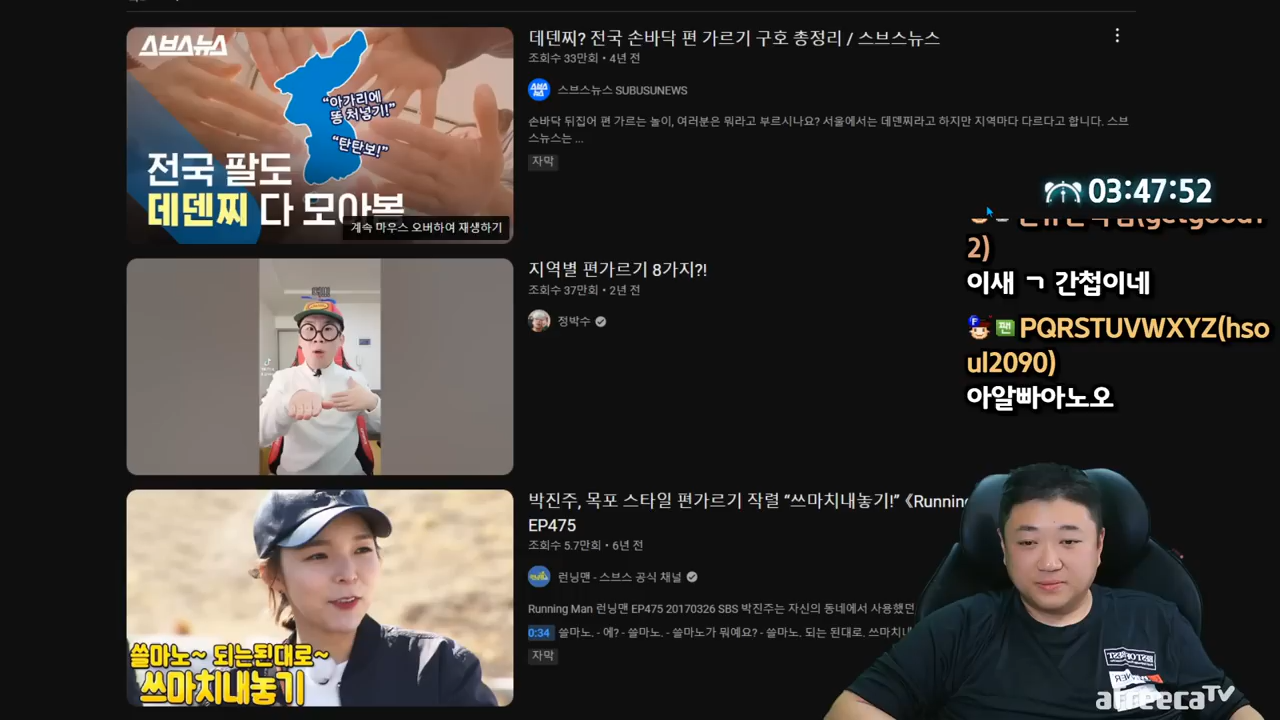 스브스뉴스
"아가리에
똥 처넣기!"
"탄탄보!"
전국 팔도
데덴찌 다 모아봄
계속 마우스 오버하여 재생하기
데덴찌? 전국 손바닥 편 가르기 구호 총정리 / 스브스뉴스
조회수 33만회 • 4년 전
스브스뉴스 SUBUSUNEWS
손바닥 뒤집어 편 가르는 놀이, 여러분은 뭐라고 부르시나요? 서울에서는 데덴찌라고 하지만 지역마다 다르다고 합니다. 스브
스뉴스는 ...
자막
03:47:52
2)
이새 ㄱ 간첩이네
팬 PQRSTUVWXYZ(hso
ul2090)
아알빠아노오
지역별 편가르기 8가지?!
조회수 37만회 • 2년 전
정박수
박진주, 목포 스타일 편가르기 작렬 “쓰마치내놓기!” 《Running
EP475
조회수 5.7만회 • 6년 전
런닝맨 - 스브스 공식 채널
Running Man 런닝맨 EP475 20170326 SBS 박진주는 자신의 동네에서 사용했던
0:34 쓸마노. - 에? - 쓸마노. - 쓸마노가 뭐예요? - 쓸마노. 되는 된대로. 쓰마치내
자막
쓸마노~ 되는된대로~
쓰마치내놓기
afreecaTV